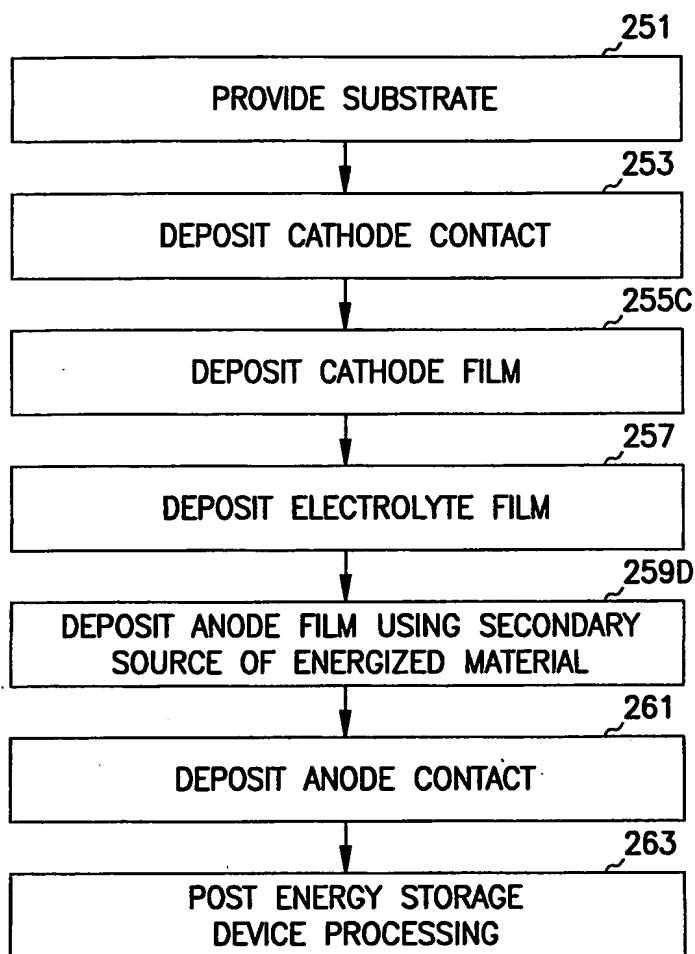 251
PROVIDE SUBSTRATE
253
DEPOSIT CATHODE CONTACT
255C
DEPOSIT CATHODE FILM
257
DEPOSIT ELECTROLYTE FILM
259D
DEPOSIT ANODE FILM USING SECONDARY
SOURCE OF ENERGIZED MATERIAL
261
DEPOSIT ANODE CONTACT
263
POST ENERGY STORAGE
DEVICE PROCESSING